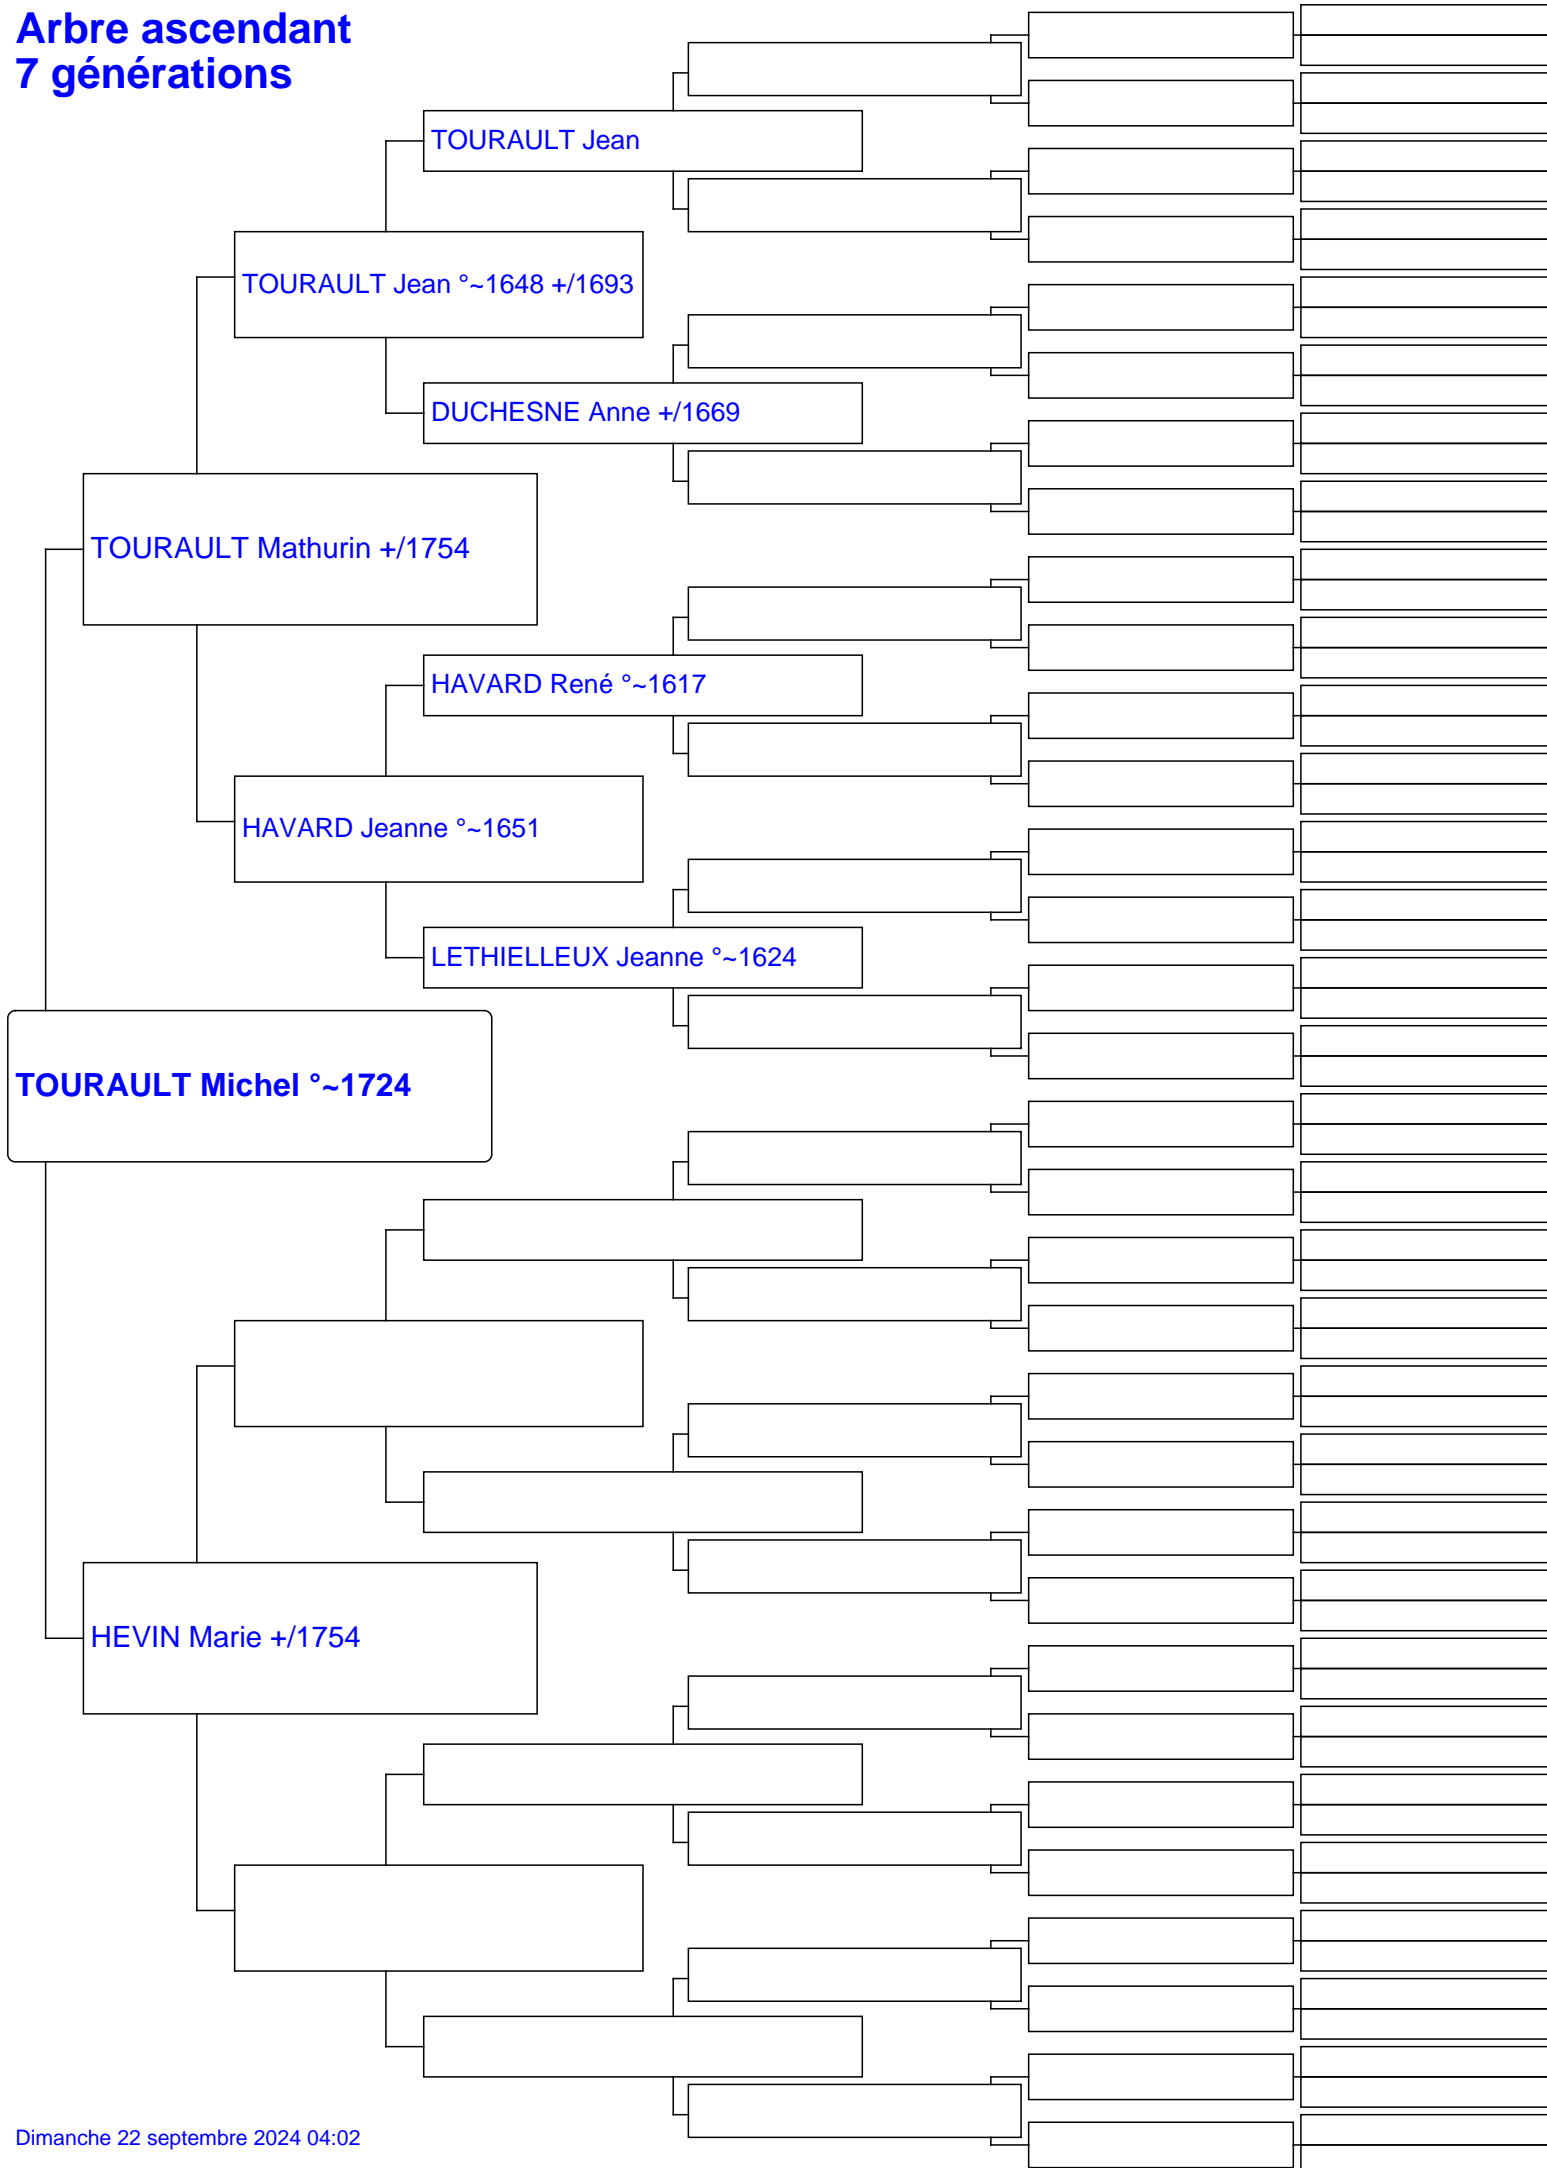 Arbre ascendant
7 générations
TOURAULT Jean
TOURAULT Jean °~1648 +/1693
DUCHESNE Anne +/1669
TOURAULT Mathurin +/1754
HAVARD René °~1617
HAVARD Jeanne °~1651
LETHIELLEUX Jeanne °~1624
TOURAULT Michel °~1724
HEVIN Marie +/1754
Dimanche 22 septembre 2024 04:02